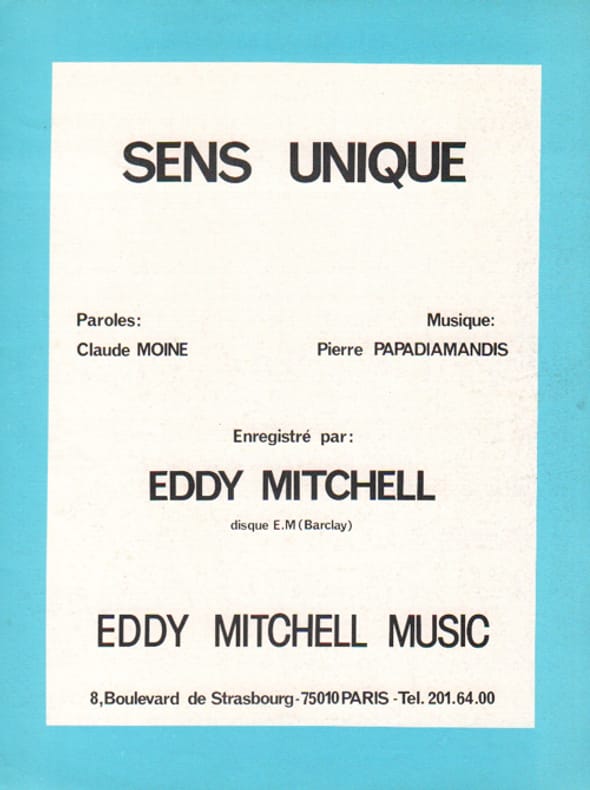 SENS UNIQUE
Paroles: Musique:
Claude MOINE Pierre PAPADIAMANDIS
Enregistré par:
EDDY MITCHELL
disque E.M (Barclay)
EDDY MITCHELL MUSIC
8,Boulevard de Strasbourg-75010 PARIS -Tel. 201.64.00